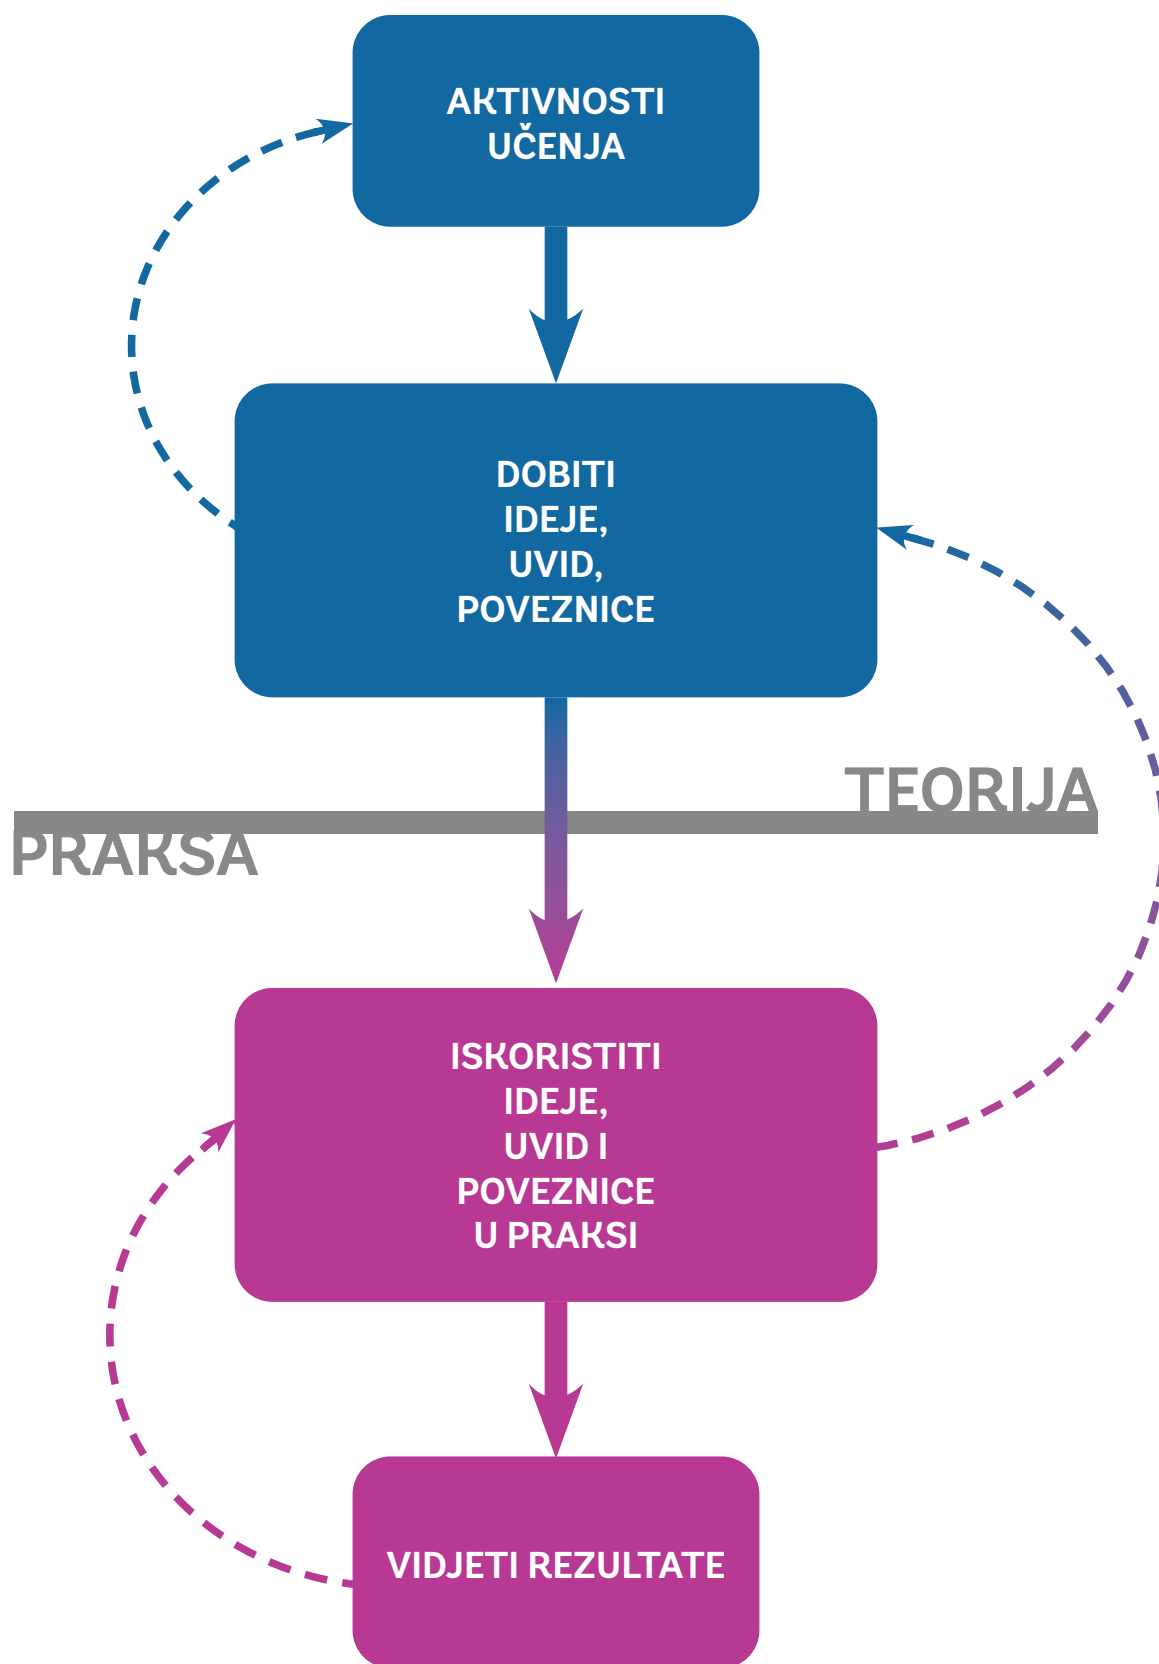 AKTIVNOSTI
UČENJA
DOBITI
IDEJE,
UVID,
POVEZNICE
TEORIJA
PRAKSA
ISKORISTITI
IDEJE,
UVID I
POVEZNICE
U PRAKSI
VIDJETI REZULTATE